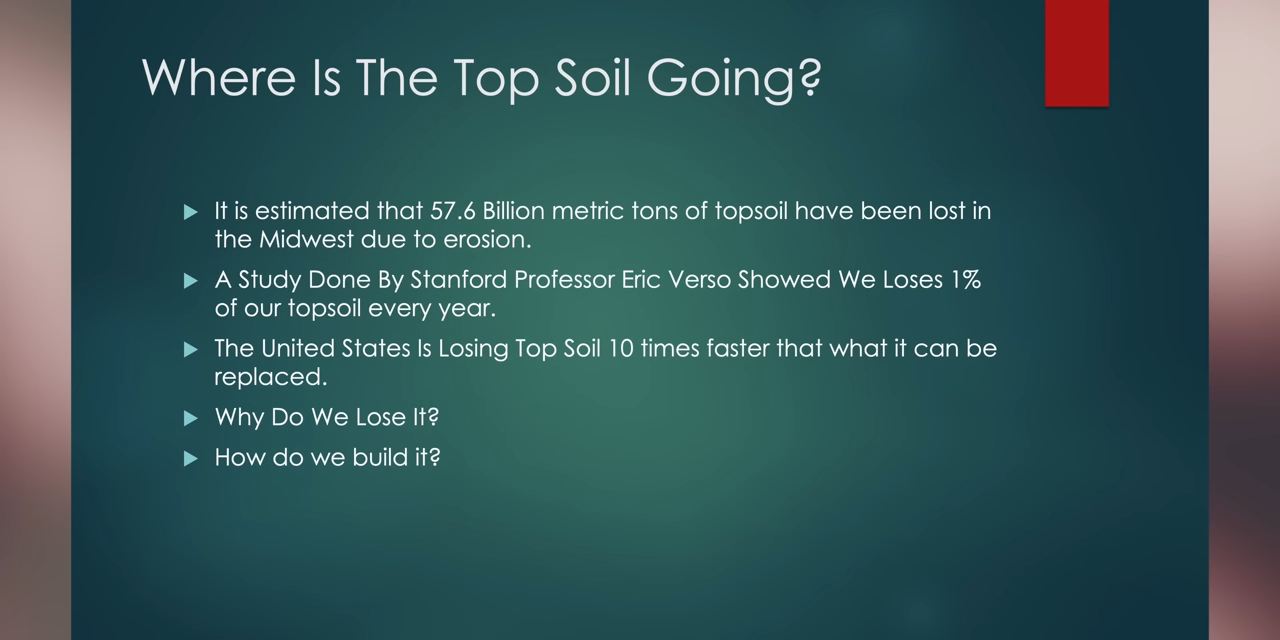 Where Is The Top Soil Going?
It is estimated that 57.6 Billion metric tons of topsoil have been lost in
the Midwest due to erosion.
A Study Done By Stanford Professor Eric Verso Showed We Loses 1%
of our topsoil every year.
The United States Is Losing Top Soil 10 times faster that what it can be
replaced.
Why Do We Lose It?
How do we build it?